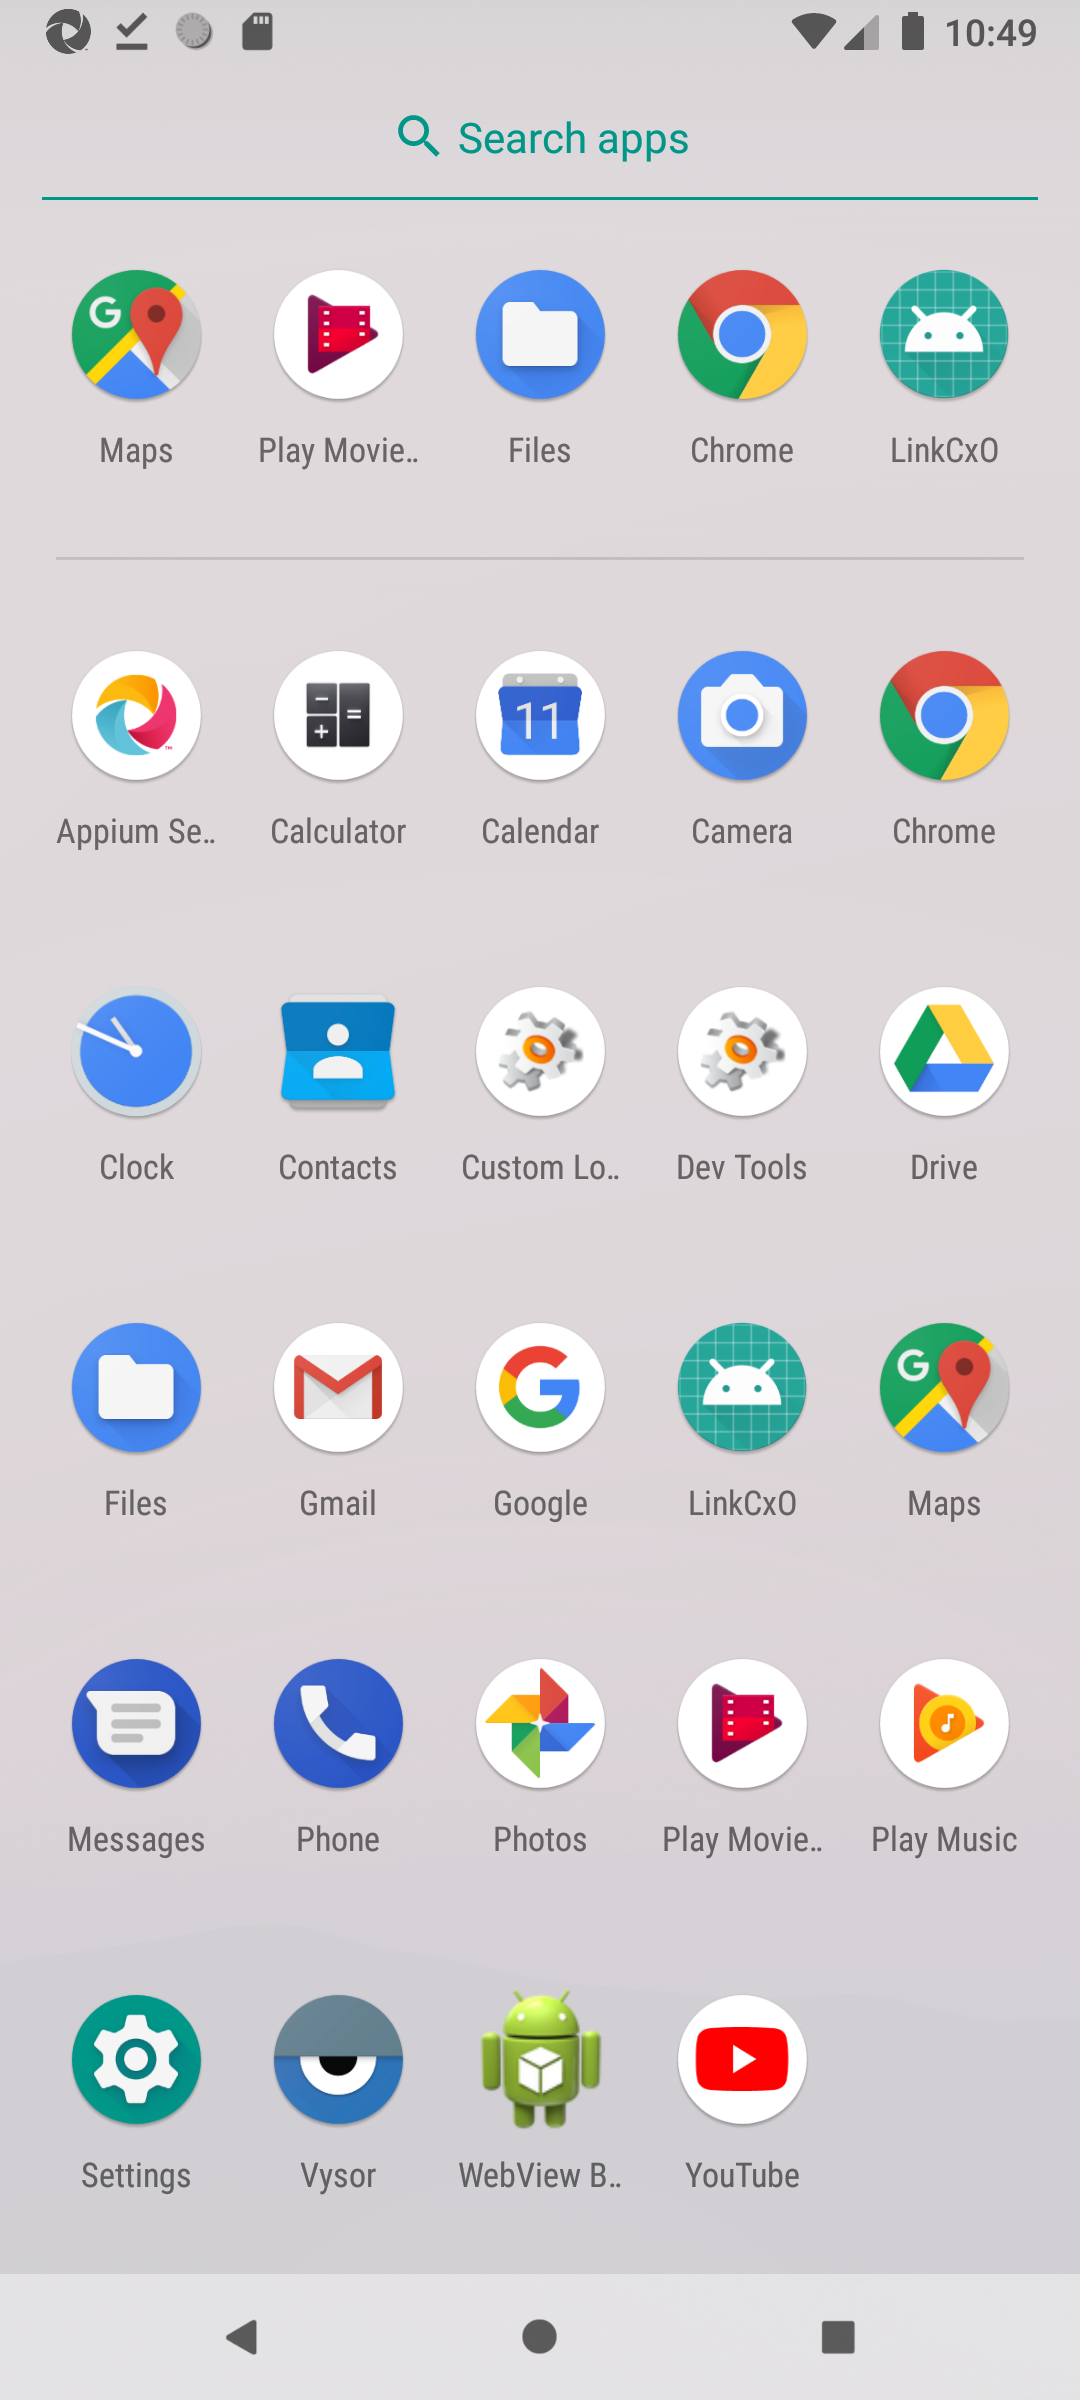 10:49
Search apps
Maps Play Movie.. Files Chrome LinkCxO
Appium Se.. Calculator Calendar Camera Chrome
Clock Contacts Custom Lo.. Dev Tools Drive
Files Gmail Google LinkCxO Maps
Messages Phone Photos Play Movie.. Play Music
Settings Vysor WebView B.. YouTube